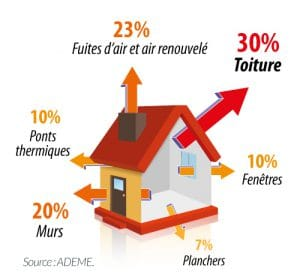 23%
Fuites d'air et air renouvelé
30%
Toiture
10%
Ponts
thermiques
10%
Fenêtres
20%
Murs
7%
Planchers
Source : ADEME.